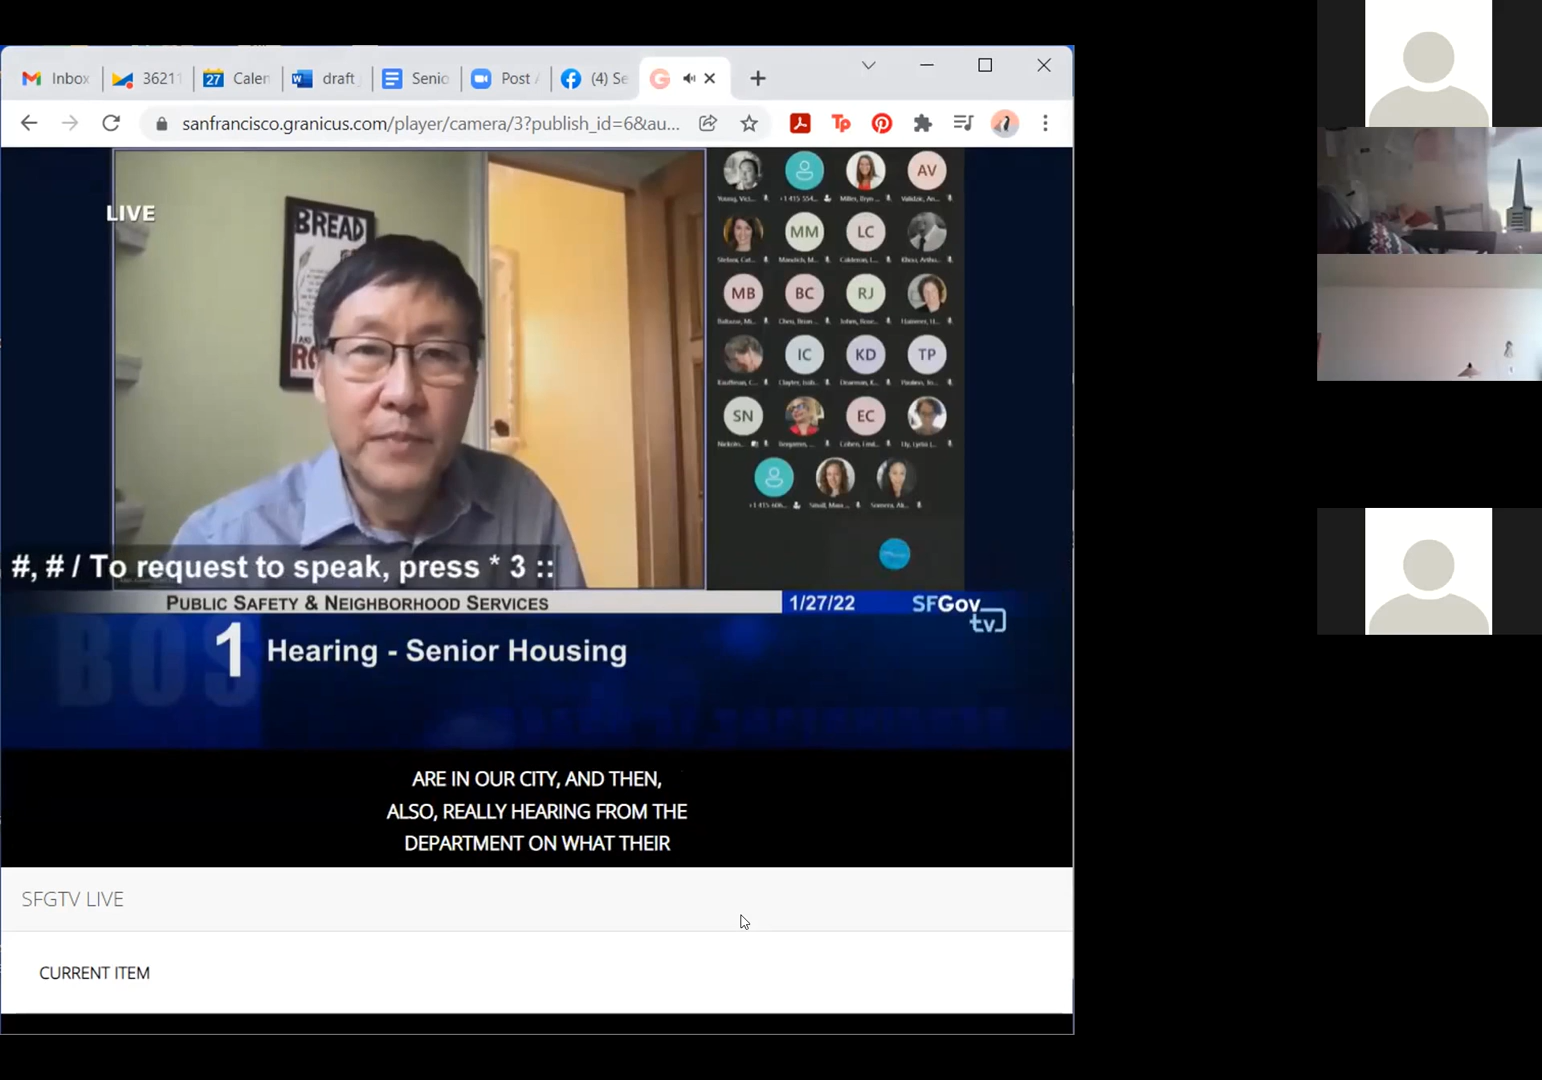 Inbox
3621
Calen
draft
Senio
Post
(4) Se
sanfrancisco.granicus.com/player/camera/3?publish_id=6&au...
LIVE
BREAD
AND
RO
AV
MM
LC
MB
BC
RJ
IC
KD
TP
SN
EC
#, # / To request to speak, press * 3 ::
PUBLIC SAFETY & NEIGHBORHOOD SERVICES
1/27/22
SFGov
tv
1 Hearing - Senior Housing
BOS
ARE IN OUR CITY, AND THEN,
ALSO, REALLY HEARING FROM THE
DEPARTMENT ON WHAT THEIR
SFGTV LIVE
CURRENT ITEM